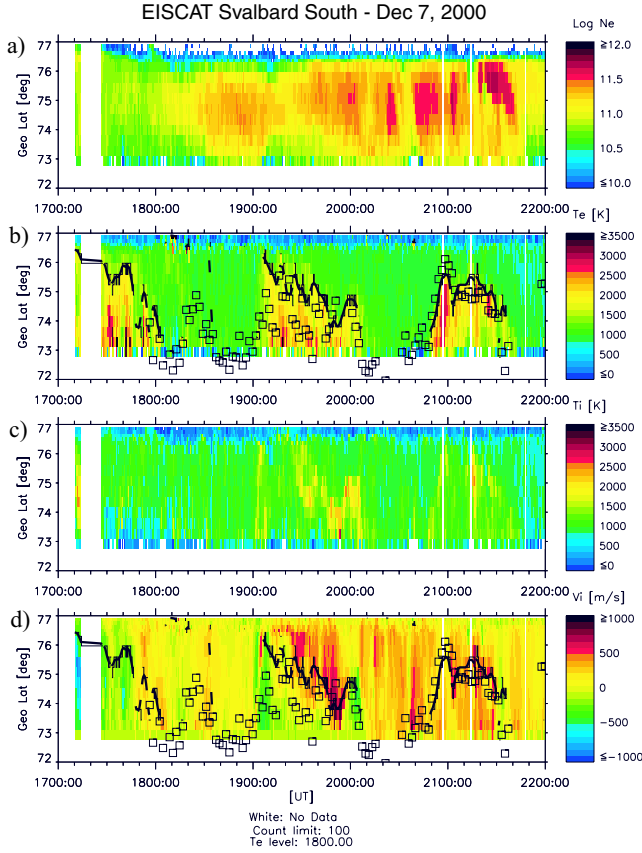 EISCAT Svalbard South - Dec 7, 2000
Log Ne
a)
Geo Lat [deg]
77
76
75
74
73
72
1700:00 1800:00 1900:00 2000:00 2100:00 2200:00
≧12.0
11.5
11.0
10.5
≦10.0
Te [K]
b)
Geo Lat [deg]
77
76
75
74
73
72
1700:00 1800:00 1900:00 2000:00 2100:00 2200:00
≧3500
3000
2500
2000
1500
1000
500
≦0
Ti [K]
c)
Geo Lat [deg]
77
76
75
74
73
72
1700:00 1800:00 1900:00 2000:00 2100:00 2200:00
≧3500
3000
2500
2000
1500
1000
500
≦0
Vi [m/s]
d)
Geo Lat [deg]
77
76
75
74
73
72
1700:00 1800:00 1900:00 2000:00 2100:00 2200:00
≧1000
500
0
−500
≦−1000
[UT]
White: No Data
Count limit: 100
Te level: 1800.00